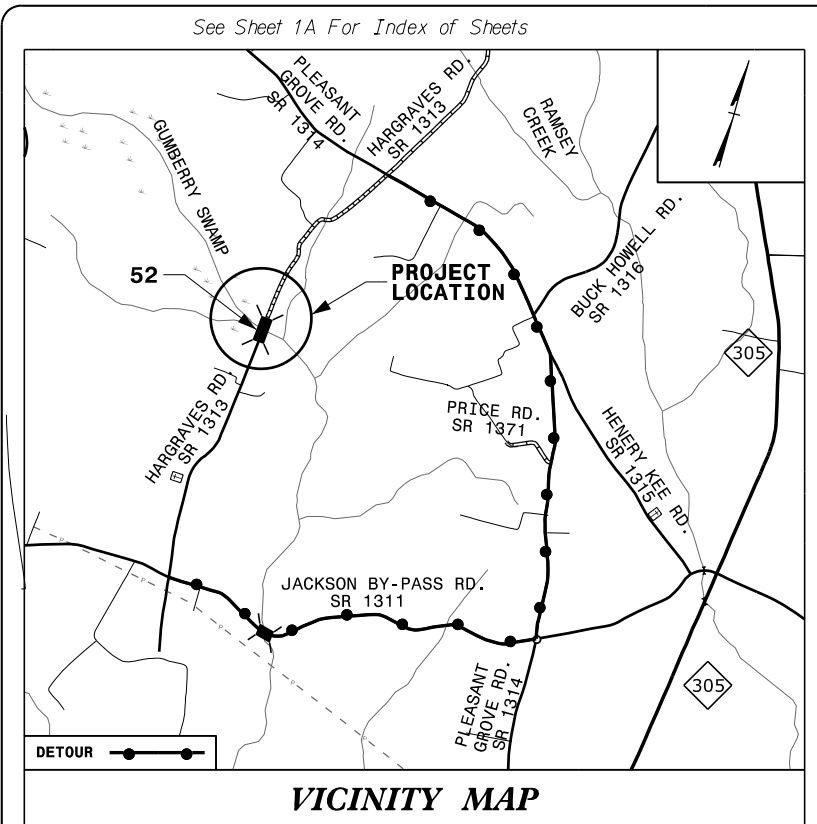 See Sheet 1A For Index of Sheets
PLEASANT
GROVE RD.
SR 1314
HARGRAVES RD.
SR 1313
RAMSEY
CREEK
GUMBERRY SWAMP
52
PROJECT
LOCATION
BUCK HOWELL RD.
SR 1316
305
HARGRAVES RD.
SR 1313
PRICE RD.
SR 1371
HENERY KEE RD.
SR 1315
JACKSON BY-PASS RD.
SR 1311
PLEASANT
GROVE RD.
SR 1314
305
DETOUR
VICINITY MAP